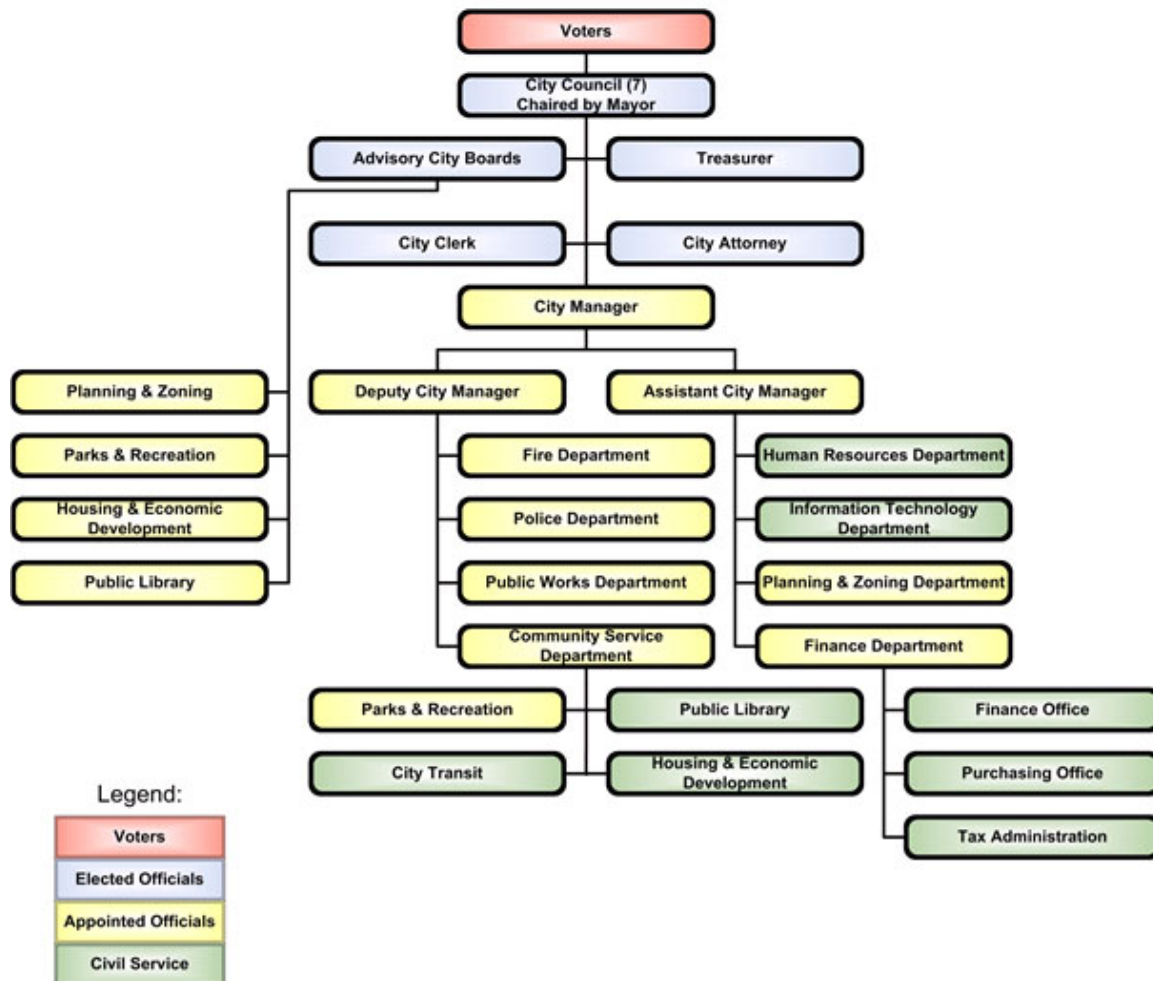 Voters
City Council (7)
Chaired by Mayor
Advisory City Boards
Treasurer
City Clerk
City Attorney
City Manager
Planning & Zoning
Deputy City Manager
Assistant City Manager
Parks & Recreation
Fire Department
Human Resources Department
Housing & Economic
Development
Police Department
Information Technology
Department
Public Library
Public Works Department
Planning & Zoning Department
Community Service
Department
Finance Department
Parks & Recreation
Public Library
Finance Office
City Transit
Housing & Economic
Development
Purchasing Office
Tax Administration
Legend:
Voters
Elected Officials
Appointed Officials
Civil Service